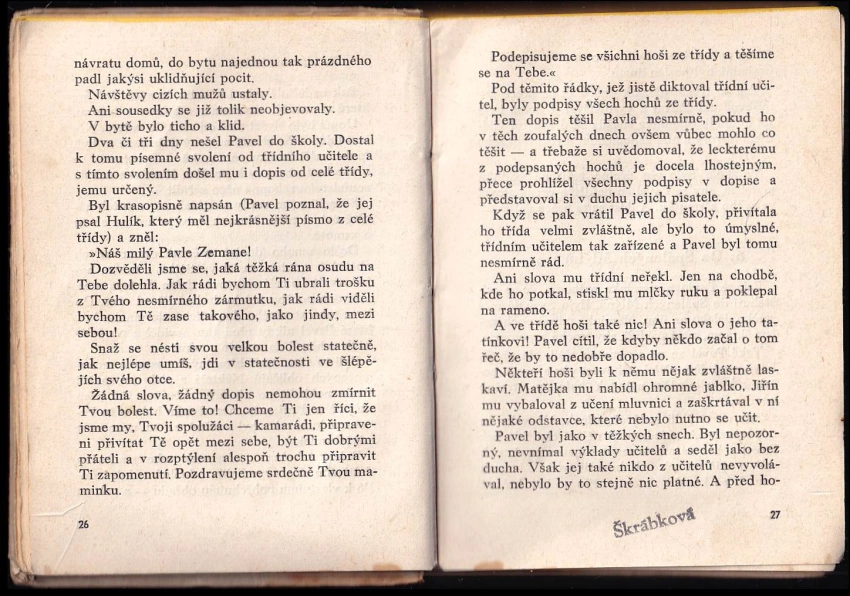 návratu domů, do bytu najednou tak prázdného
padl jakýsi uklidňující pocit.
Návštěvy cizích mužů ustaly.
Ani sousedky se již tolik neobjevovaly.
V bytě bylo ticho a klid.
Dva či tři dny nešel Pavel do školy. Dostal
k tomu písemné svolení od třídního učitele a
s tímto svolením došel mu i dopis od celé třídy,
jemu určený.
Byl krasopisně napsán (Pavel poznal, že jej
psal Hulík, který měl nejkrásnější písmo z celé
třídy) a zněl:
»Náš milý Pavle Zemane!
Dozvěděli jsme se, jaká těžká rána osudu na
Tebe dolehla. Jak rádi bychom Ti ubrali trošku
z Tvého nesmírného zármutku, jak rádi viděli
bychom Tě zase takového, jako jindy, mezi
sebou!
Snaž se nésti svou velkou bolest statečně,
jak nejlépe umíš, jdi v statečnosti ve šlépě-
jích svého otce.
Žádná slova, žádný dopis nemohou zmírnit
Tvou bolest. Víme to! Chceme Ti jen říci, že
jsme my, Tvoji spolužáci — kamarádi, připrave-
ni přivítat Tě opět mezi sebe, být Ti dobrými
přáteli a v rozptýlení alespoň trochu připravit
Ti zapomenutí. Pozdravujeme srdečně Tvou ma-
minku.
26
Podepisujeme se všichni hoši ze třídy a těšíme
se na Tebe.«
Pod těmito řádky, jež jistě diktoval třídní uči-
tel, byly podpisy všech hochů ze třídy.
Ten dopis těšil Pavla nesmírně, pokud ho
v těch zoufalých dnech ovšem vůbec mohlo co
těšit — a třebaže si uvědomoval, že leckterému
z podepsaných hochů je docela lhostejným,
přece prohlížel všechny podpisy v dopise a
představoval si v duchu jejich pisatele.
Když se pak vrátil Pavel do školy, přivítala
ho třída velmi zvláštně, ale bylo to úmyslné,
třídním učitelem tak zařízené a Pavel byl tomu
nesmírně rád.
Ani slova mu třídní neřekl. Jen na chodbě,
kde ho potkal, stiskl mu mlčky ruku a poklepal
na rameno.
A ve třídě hoši také nic! Ani slova o jeho ta-
tínkovi! Pavel cítil, že kdyby někdo začal o tom
řeč, že by to nedobře dopadlo.
Někteří hoši byli k němu nějak zvláštně las-
kaví. Matějka mu nabídl ohromné jablko, Jiřín
mu vybaloval z učení mluvnici a zaškrtával v ní
nějaké odstavce, které nebylo nutno se učit.
Pavel byl jako v těžkých snech. Byl nepozor-
ný, nevnímal výklady učitelů a seděl jako bez
ducha. Však jej také nikdo z učitelů nevyvolá-
val, nebylo by to stejně nic platné. A před ho-
Škrábková
27